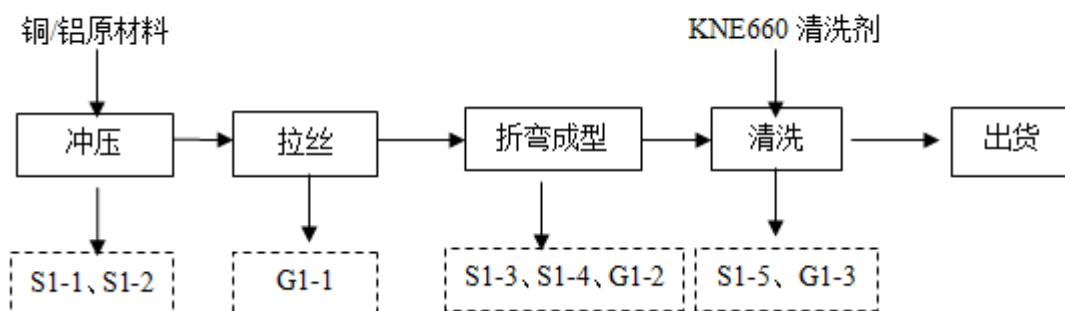 铜/铝原材料
KNE660 清洗剂
冲压
拉丝
折弯成型
清洗
出货
S1-1、S1-2
G1-1
S1-3、S1-4、G1-2
S1-5、G1-3